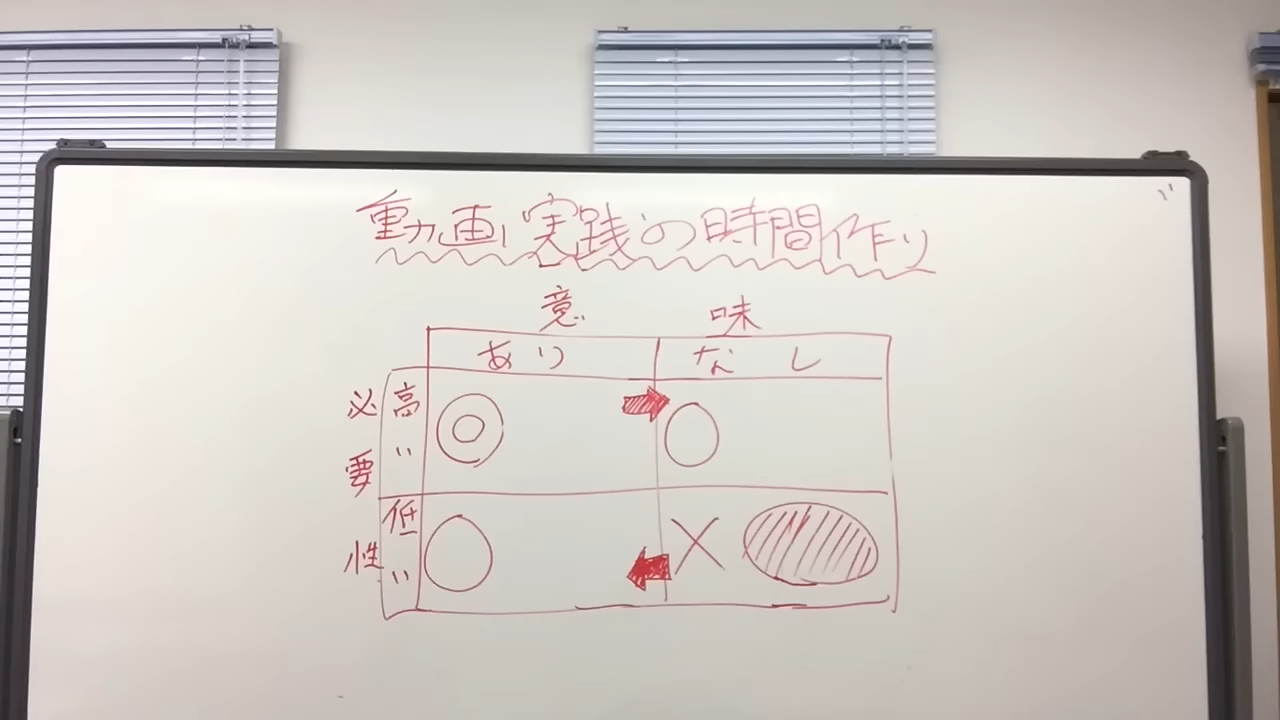 動画実践の時間作り
意 味
あり なし
必要性
高い ◎ ○
低い ○ ×